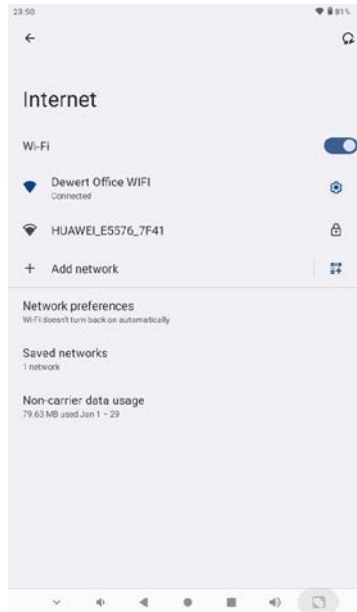 23:50
81%
Internet
Wi-Fi
Dewert Office WIFI
Connected
HUAWEI_E5576_7F41
Add network
Network preferences
Wi-Fi doesn't turn back on automatically
Saved networks
1 network
Non-carrier data usage
79.63 MB used Jan 1 – 29